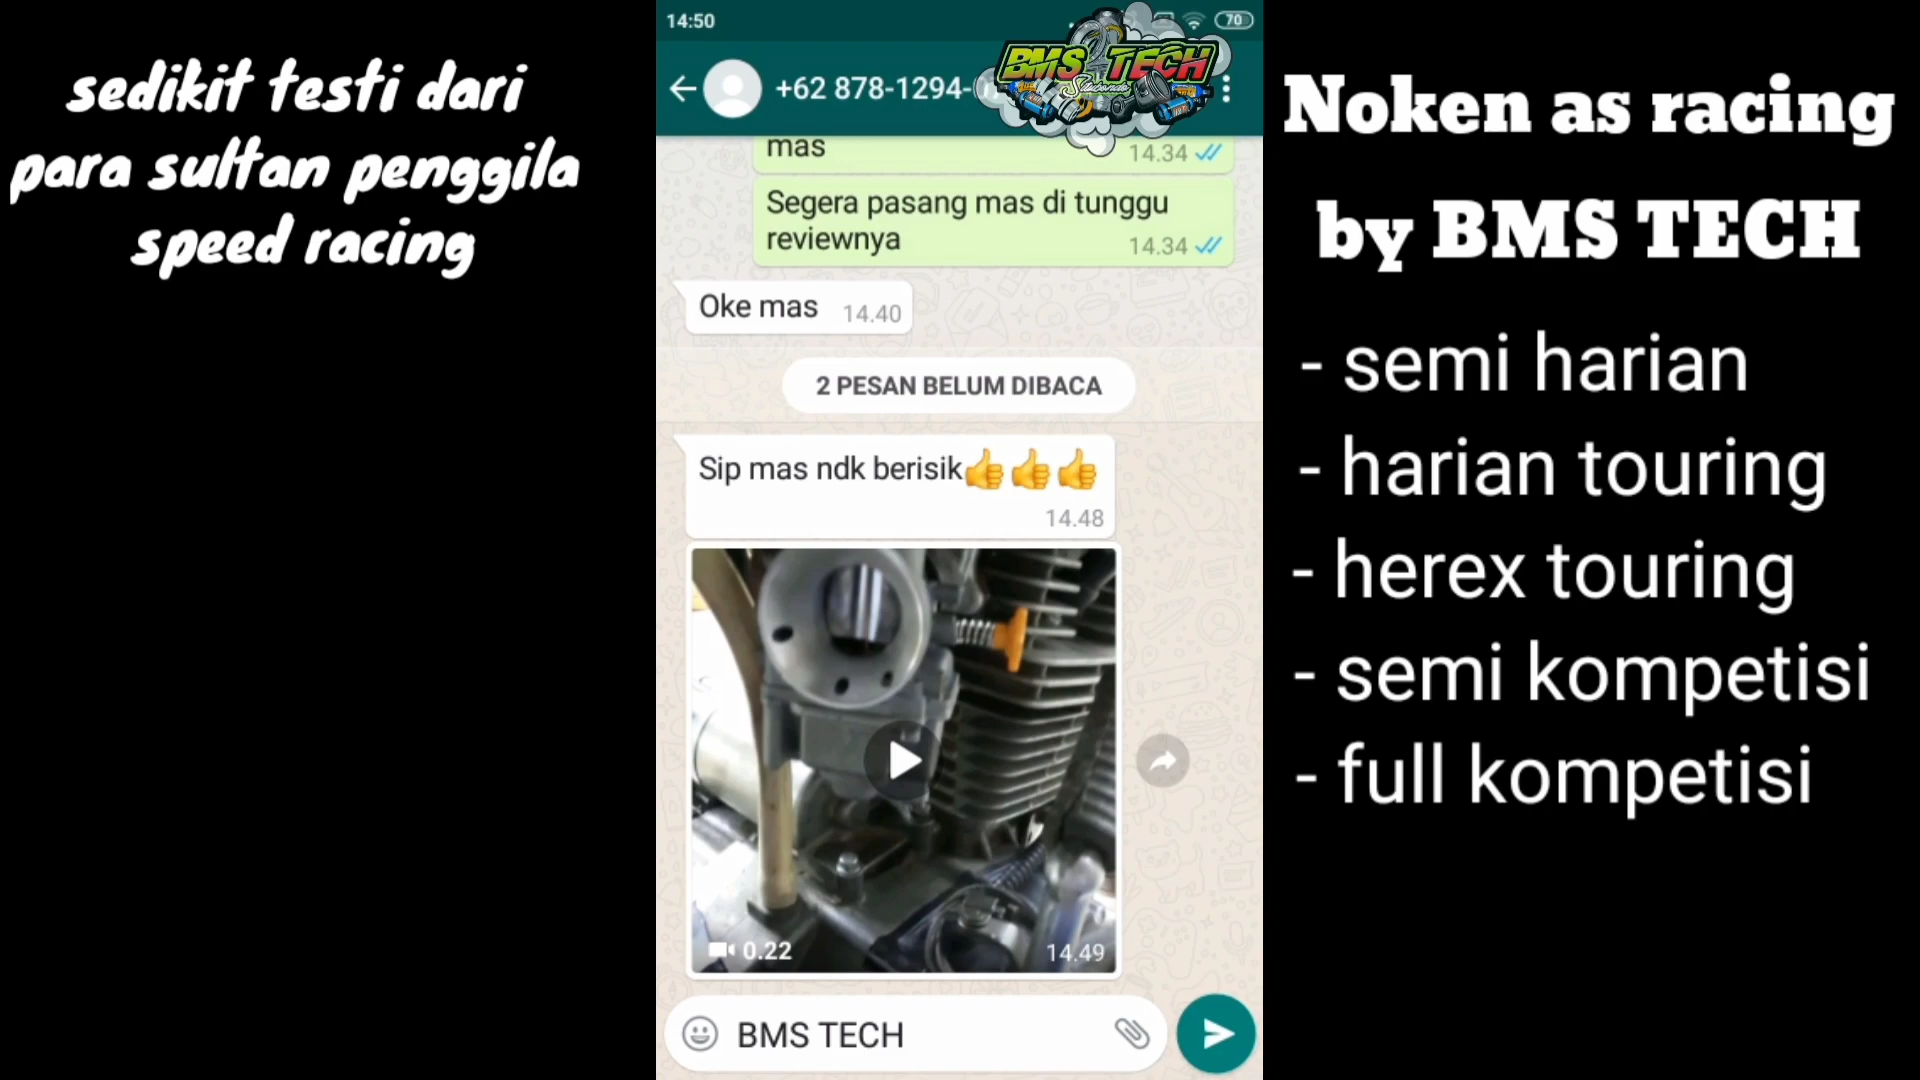 sedikit testi dari
para sultan penggila
speed racing
14:50
70
+62 878-1294-
BMS TECH
Situbondo
mas
14.34
Segera pasang mas di tunggu
reviewnya
14.34
Oke mas
14.40
2 PESAN BELUM DIBACA
Sip mas ndk berisik👍👍👍
14.48
0.22
14.49
BMS TECH
Noken as racing
by BMS TECH
- semi harian
- harian touring
- herex touring
- semi kompetisi
- full kompetisi